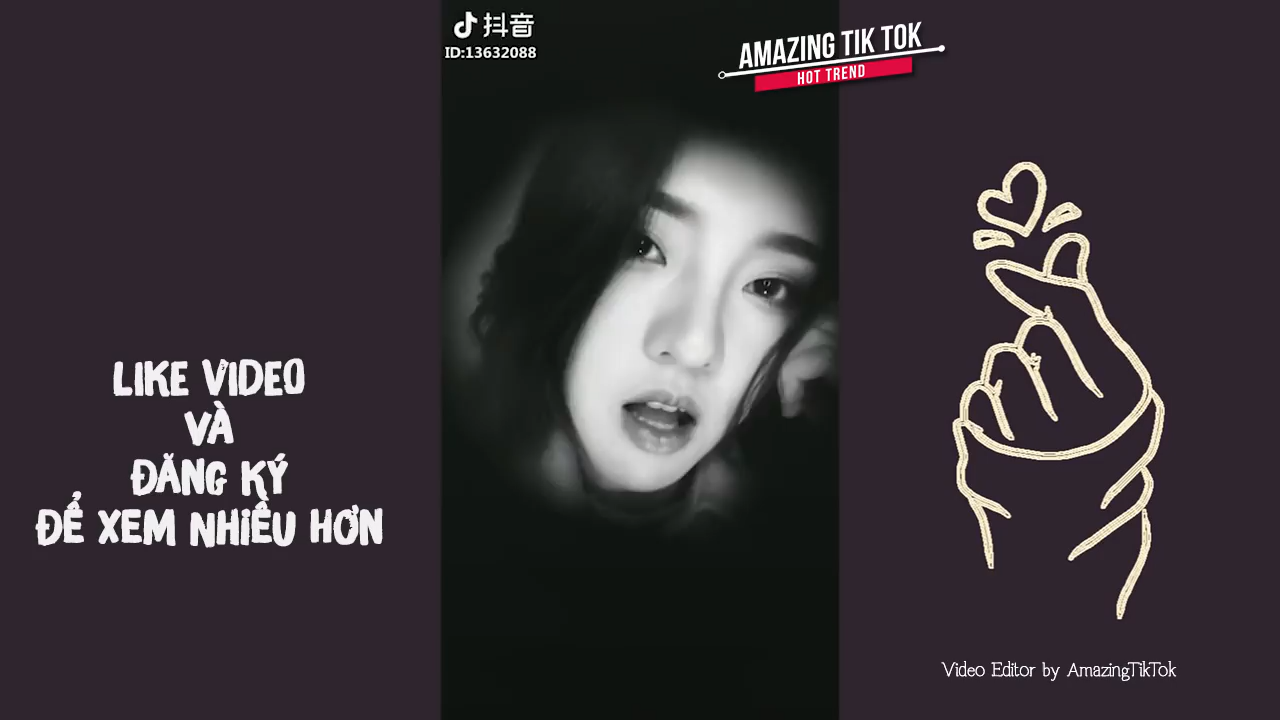 抖音
ID:13632088
AMAZING TIK TOK
HOT TREND
LIKE VIDEO
VÀ
ĐĂNG KÝ
ĐỂ XEM NHIỀU HƠN
Video Editor by AmazingTikTok